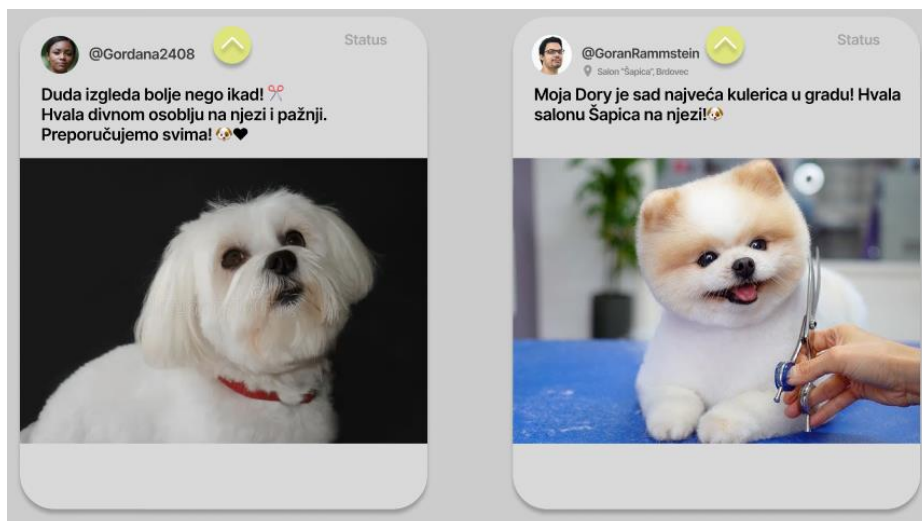 @Gordana2408
Status
Duda izgleda bolje nego ikad! ✂️
Hvala divnom osoblju na njezi i pažnji.
Preporučujemo svima! 🐶🖤
@GoranRammstein
Status
Salon "Šapica", Brdovec
Moja Dory je sad najveća kulerica u gradu! Hvala
salonu Šapica na njezi!🐶